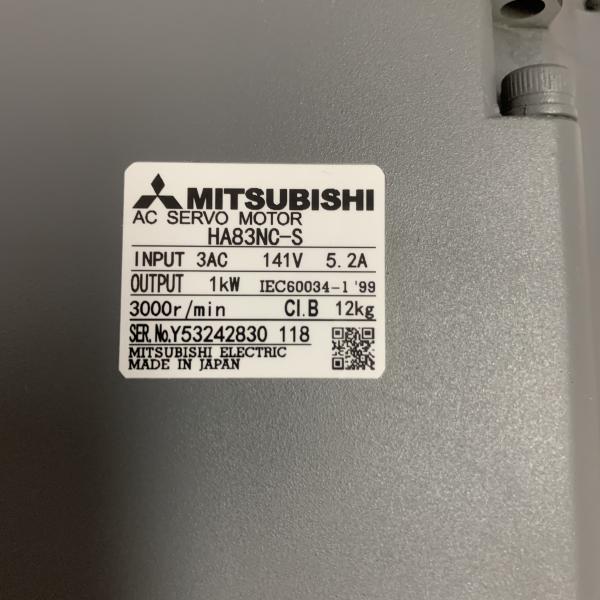 MITSUBISHI
AC SERVO MOTOR
HA83NC-S
INPUT 3AC 141V 5.2A
OUTPUT 1kW IEC60034-1 '99
3000r/min CI.B 12kg
SER.No.Y53242830 118
MITSUBISHI ELECTRIC
MADE IN JAPAN